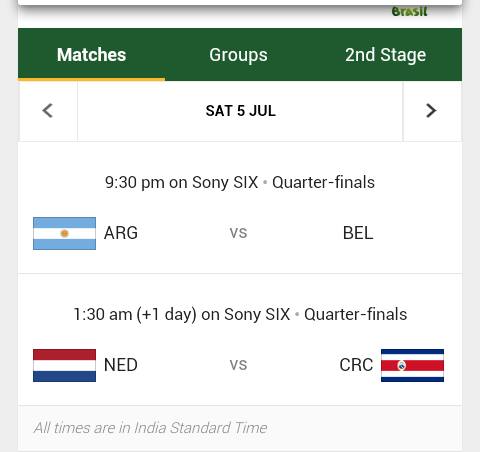 Brasil
Matches Groups 2nd Stage
SAT 5 JUL
9:30 pm on Sony SIX • Quarter-finals
ARG vs BEL
1:30 am (+1 day) on Sony SIX • Quarter-finals
NED vs CRC
All times are in India Standard Time